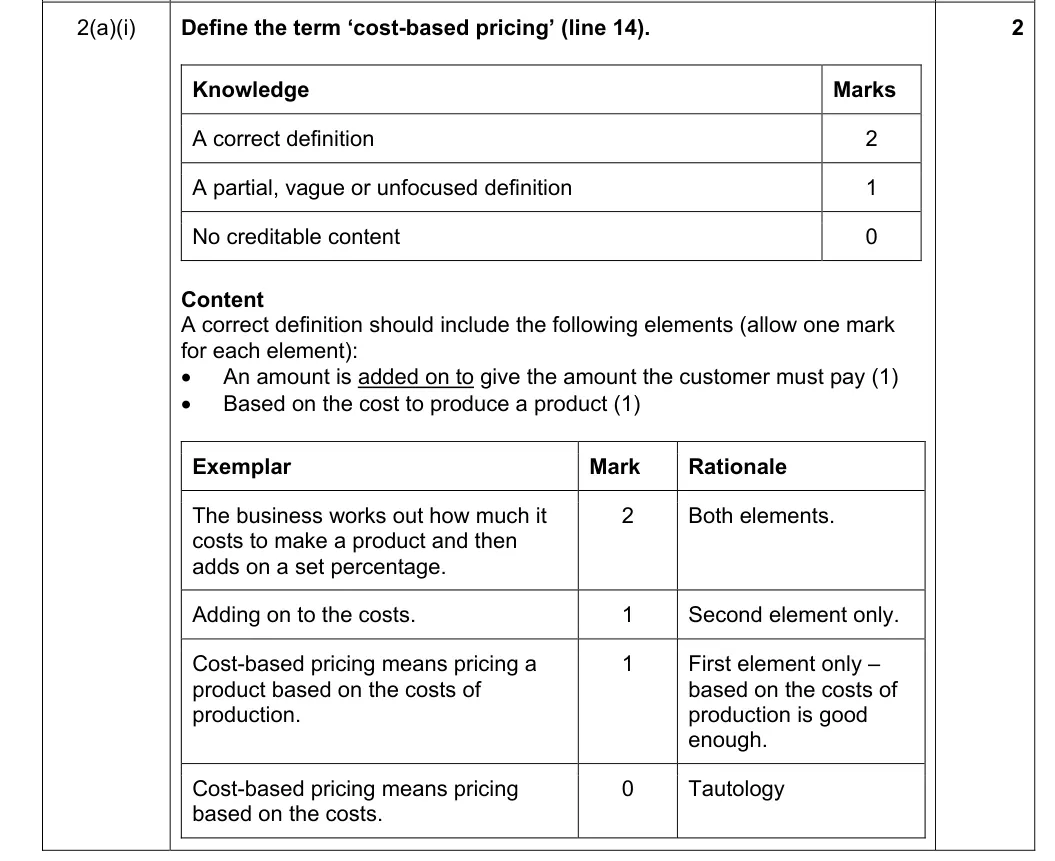 2(a)(i) Define the term ‘cost-based pricing’ (line 14). 2
Knowledge Marks
A correct definition 2
A partial, vague or unfocused definition 1
No creditable content 0
Content
A correct definition should include the following elements (allow one mark
for each element):
• An amount is added on to give the amount the customer must pay (1)
• Based on the cost to produce a product (1)
Exemplar Mark Rationale
The business works out how much it 2 Both elements.
costs to make a product and then
adds on a set percentage.
Adding on to the costs. 1 Second element only.
Cost-based pricing means pricing a 1 First element only –
product based on the costs of based on the costs of
production. production is good
enough.
Cost-based pricing means pricing 0 Tautology
based on the costs.